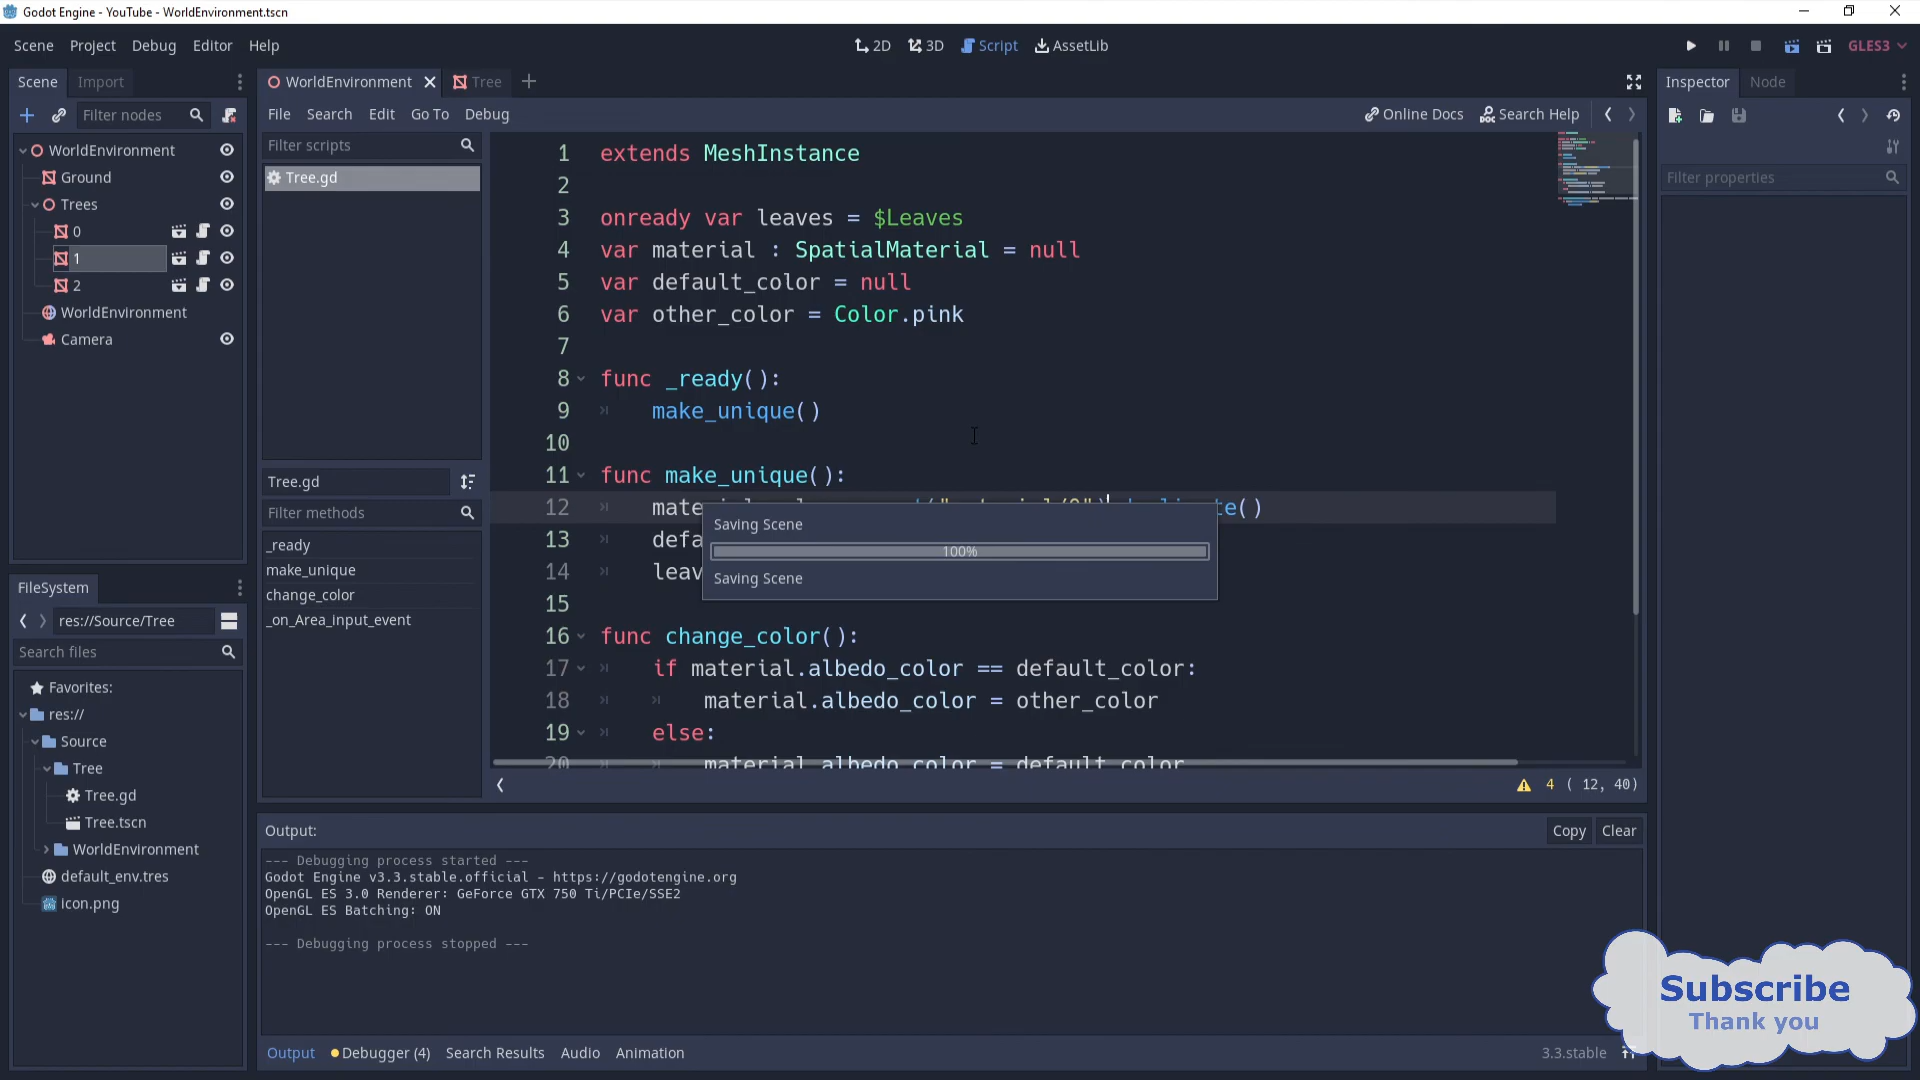 Godot Engine - YouTube - WorldEnvironment.tscn
Scene Project Debug Editor Help
2D 3D Script AssetLib
GLES3
Scene Import
Filter nodes
WorldEnvironment
Ground
Trees
0
1
2
WorldEnvironment
Camera
FileSystem
res://Source/Tree
Search files
Favorites:
res://
Source
Tree
Tree.gd
Tree.tscn
WorldEnvironment
default_env.tres
icon.png
WorldEnvironment Tree
File Search Edit Go To Debug
Online Docs Search Help
Filter scripts
Tree.gd
Tree.gd
Filter methods
_ready
make_unique
change_color
_on_Area_input_event
1 extends MeshInstance
2
3 onready var leaves = $Leaves
4 var material : SpatialMaterial = null
5 var default_color = null
6 var other_color = Color.pink
7
8 func _ready():
9 make_unique()
10
11 func make_unique():
12 mate
13 defa
14 leav
15
16 func change_color():
17 if material.albedo_color == default_color:
18 material.albedo_color = other_color
19 else:
20 material.albedo_color = default_color
Saving Scene
100%
Saving Scene
4 ( 12, 40)
Output:
Copy Clear
--- Debugging process started ---
Godot Engine v3.3.stable.official - https://godotengine.org
OpenGL ES 3.0 Renderer: GeForce GTX 750 Ti/PCIe/SSE2
OpenGL ES Batching: ON
--- Debugging process stopped ---
Output Debugger (4) Search Results Audio Animation
3.3.stable
Inspector Node
Filter properties
Subscribe
Thank you